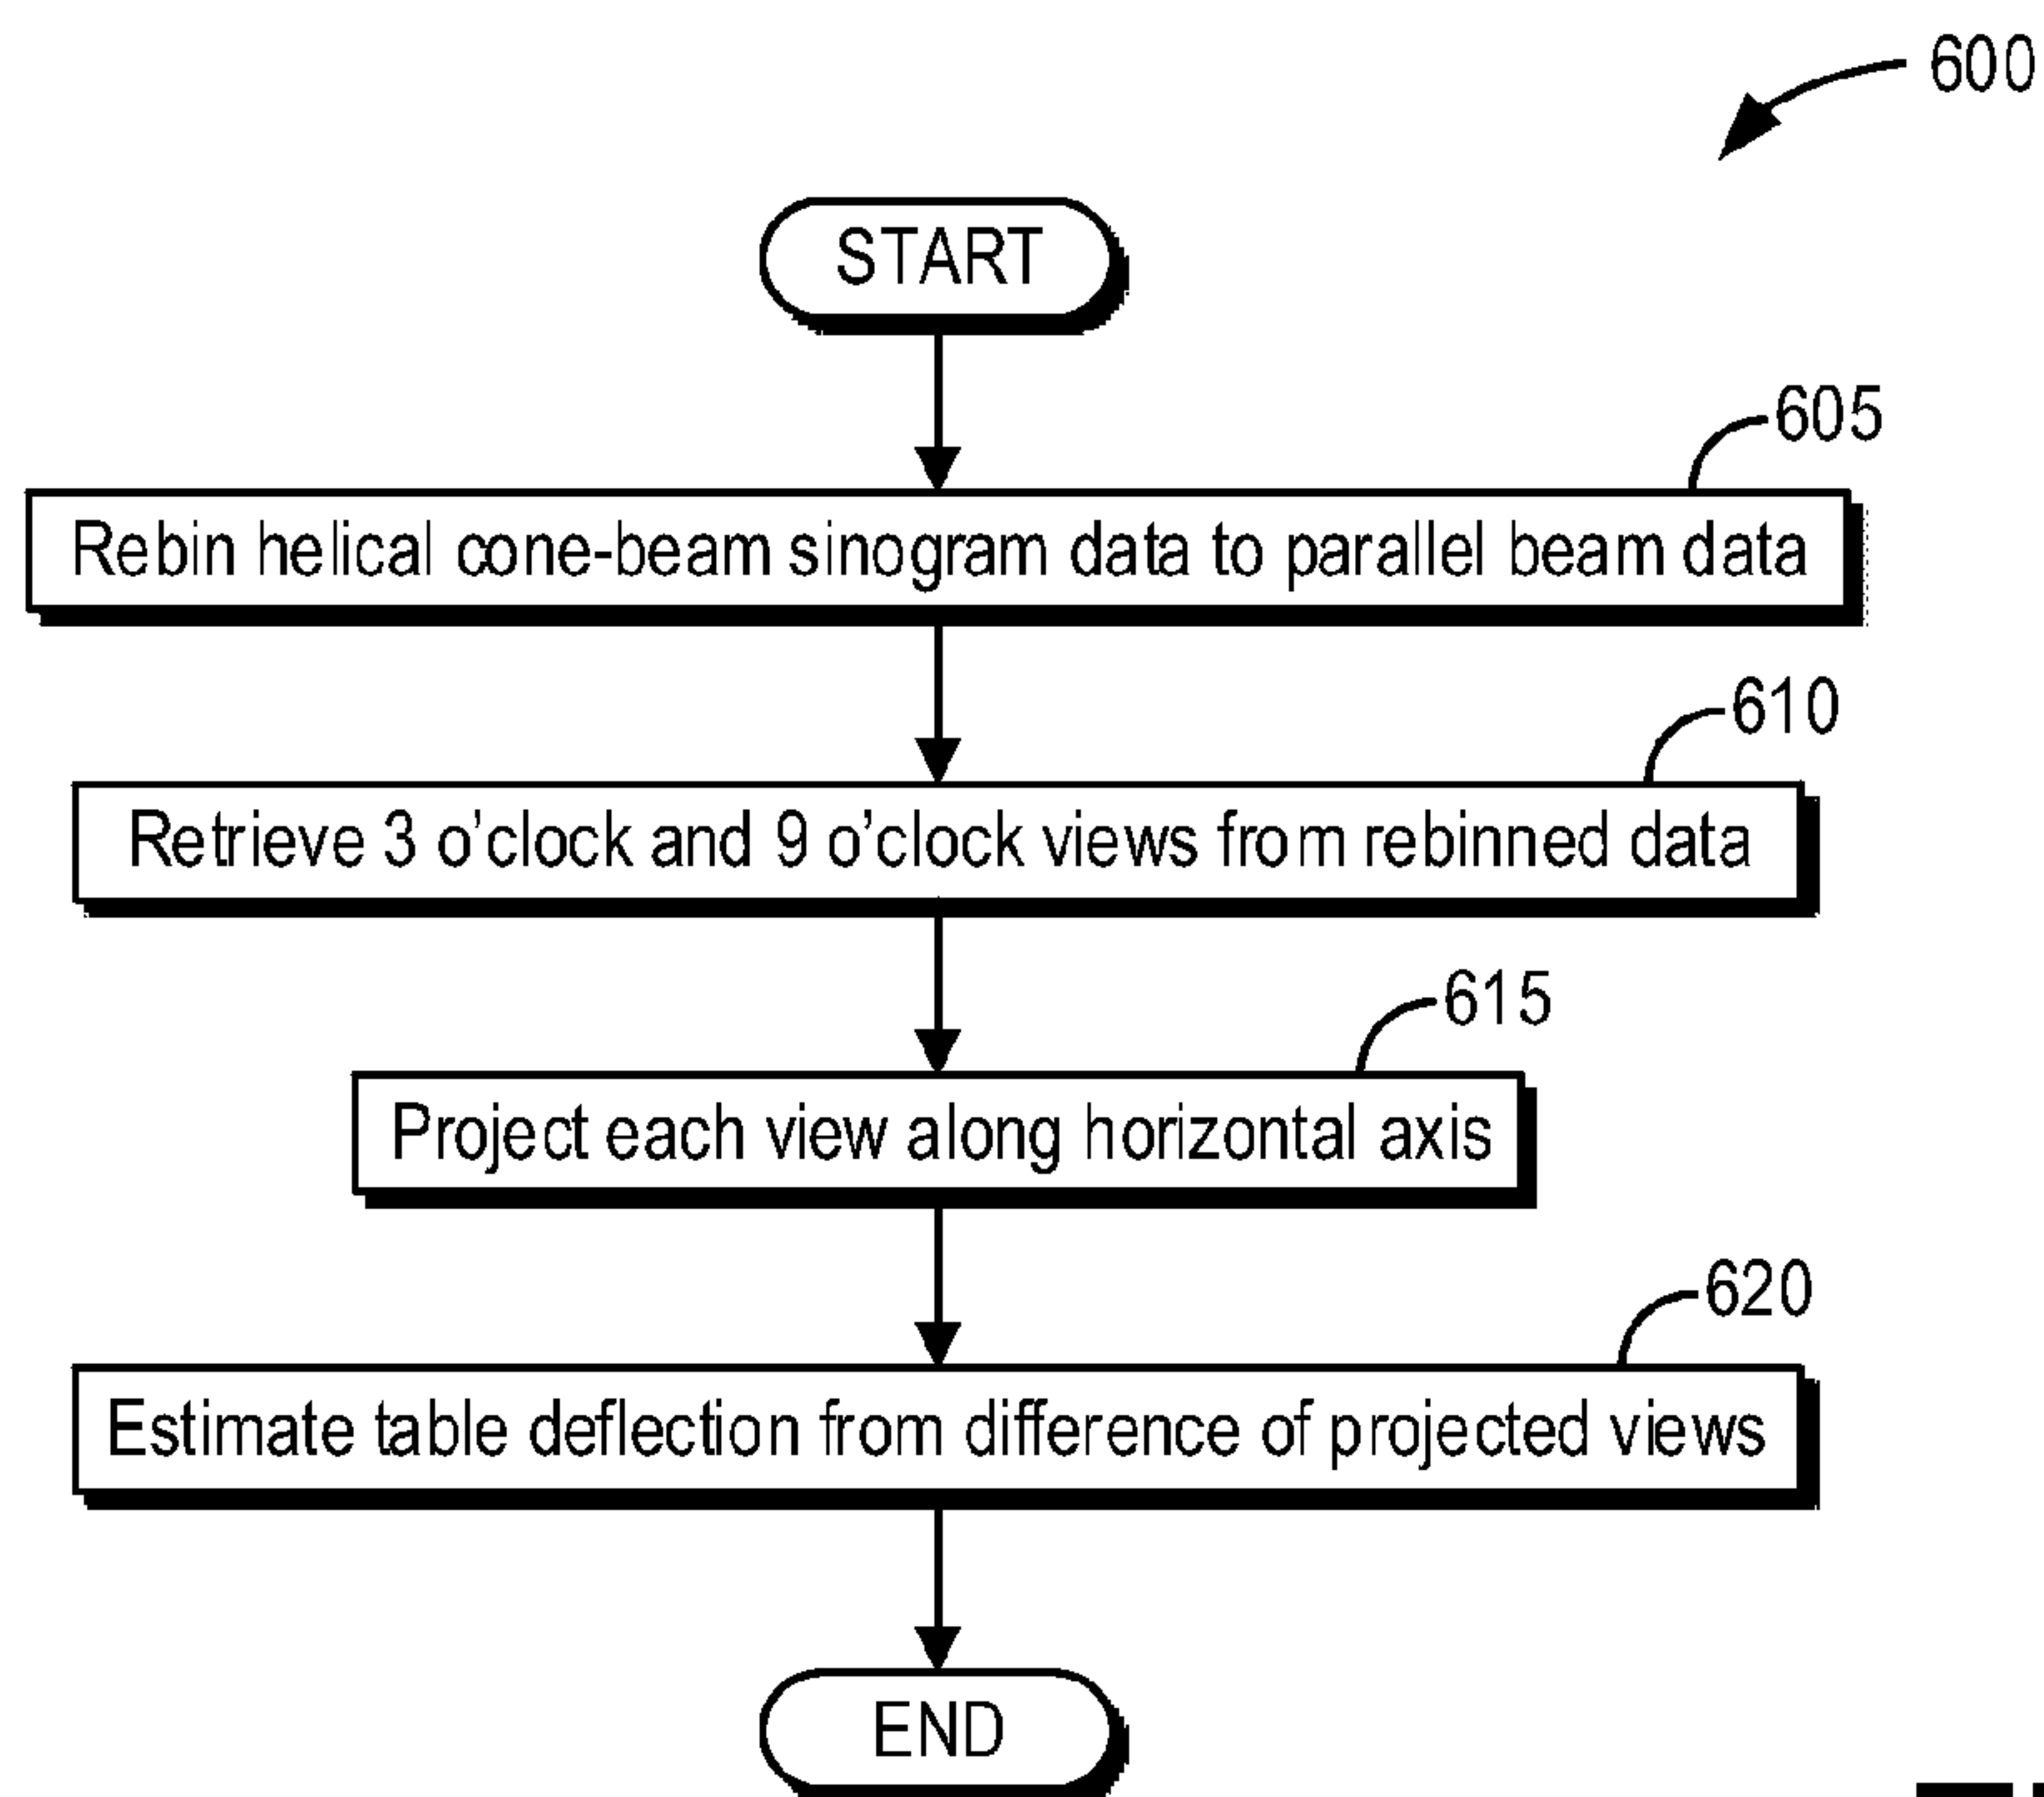 600
START
605
Rebin helical cone-beam sinogram data to parallel beam data
610
Retrieve 3 o'clock and 9 o'clock views from rebinned data
615
Project each view along horizontal axis
620
Estimate table deflection from difference of projected views
END